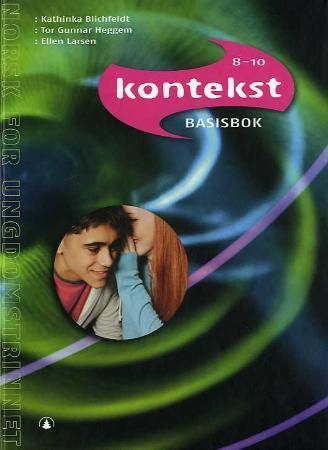 : Kathinka Blichfeldt
: Tor Gunnar Heggem
: Ellen Larsen
8–10
kontekst
BASISBOK
NORSK FOR UNGDOMSTRINNET